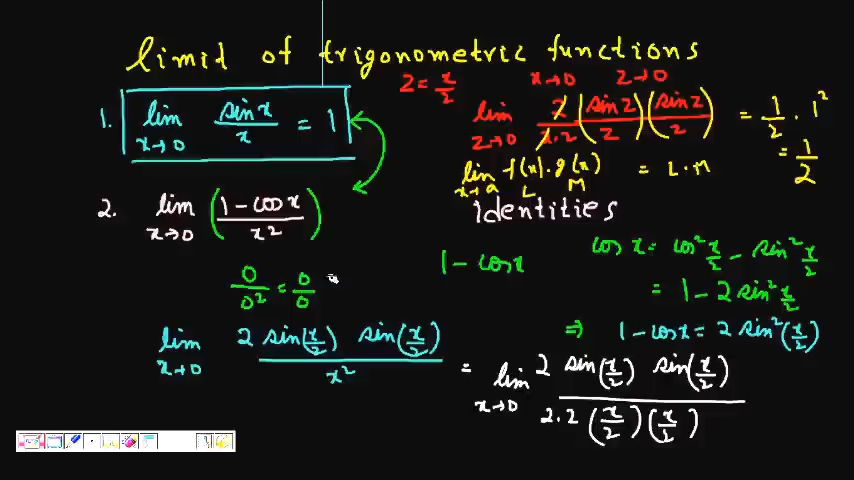 limit of trigonometric functions
1. lim x→0 sin x / x = 1
2. lim x→0 (1 - cos x / x²)
0/0² = 0/0
lim x→0 2 sin(x/2) sin(x/2) / x²
= lim x→0 2 sin(x/2) sin(x/2) / 2.2 (x/2)(x/2)
z = x/2 x→0 z→0
lim z→0 2/2.2 (sin z / z)(sin z / z) = 1/2 . 1²
= 1/2
lim x→a f(x) . g(x) = L . M
L M
Identities
1 - cos x
cos x = cos² x/2 - sin² x/2
= 1 - 2 sin² x/2
⇒ 1 - cos x = 2 sin² (x/2)